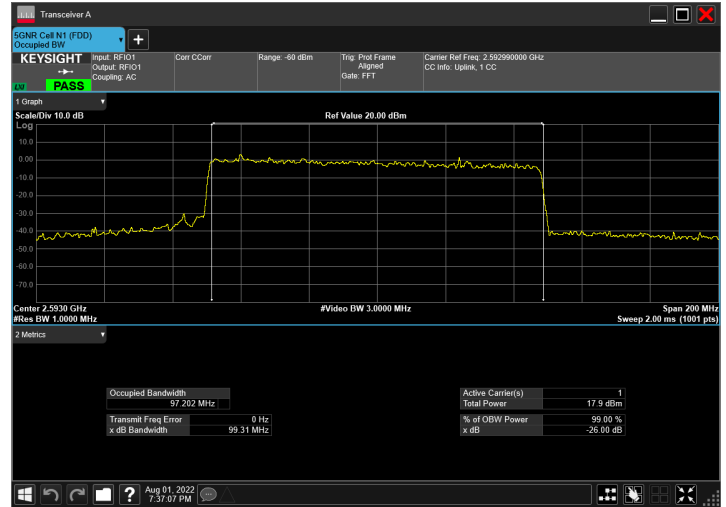 Transceiver A
5GNR Cell N1 (FDD)
Occupied BW
KEYSIGHT
LXI
PASS
Input: RFIO1
Output: RFIO1
Coupling: AC
Corr CCorr
Range: -60 dBm
Trig: Prot Frame
Aligned
Gate: FFT
Carrier Ref Freq: 2.592990000 GHz
CC Info: Uplink, 1 CC
1 Graph
Scale/Div 10.0 dB
Ref Value 20.00 dBm
Log
10.0
0.00
-10.0
-20.0
-30.0
-40.0
-50.0
-60.0
-70.0
Center 2.5930 GHz
#Video BW 3.0000 MHz
Span 200 MHz
#Res BW 1.0000 MHz
Sweep 2.00 ms (1001 pts)
2 Metrics
Occupied Bandwidth
97.202 MHz
Transmit Freq Error 0 Hz
x dB Bandwidth 99.31 MHz
Active Carrier(s) 1
Total Power 17.9 dBm
% of OBW Power 99.00 %
x dB -26.00 dB
?
Aug 01, 2022
7:37:07 PM